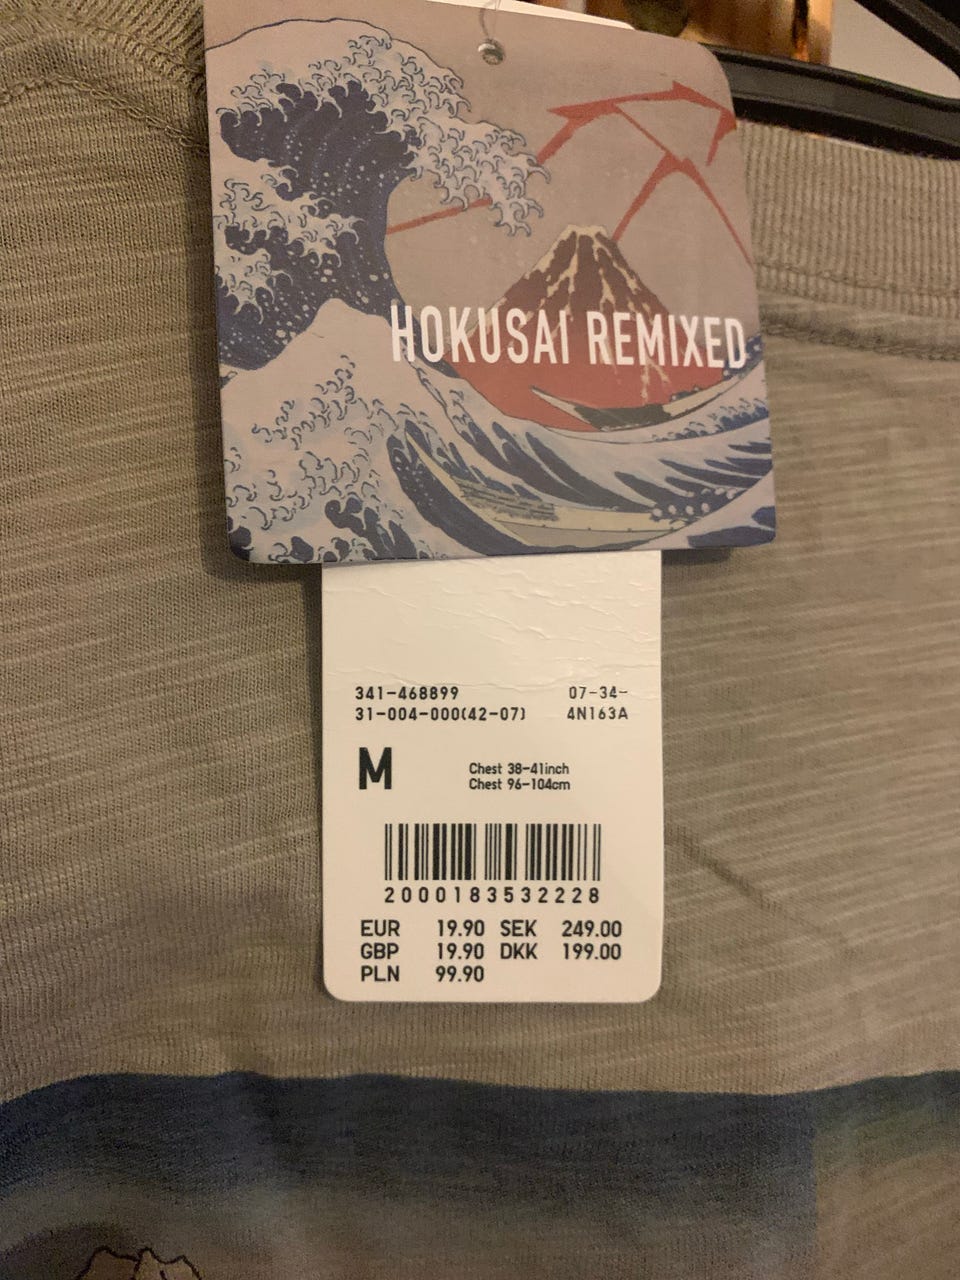 HOKUSAI REMIXED
341-468899 07-34-
31-004-000(42-07) 4N163A
M
Chest 38-41inch
Chest 96-104cm
2000183532228
EUR 19.90 SEK 249.00
GBP 19.90 DKK 199.00
PLN 99.90